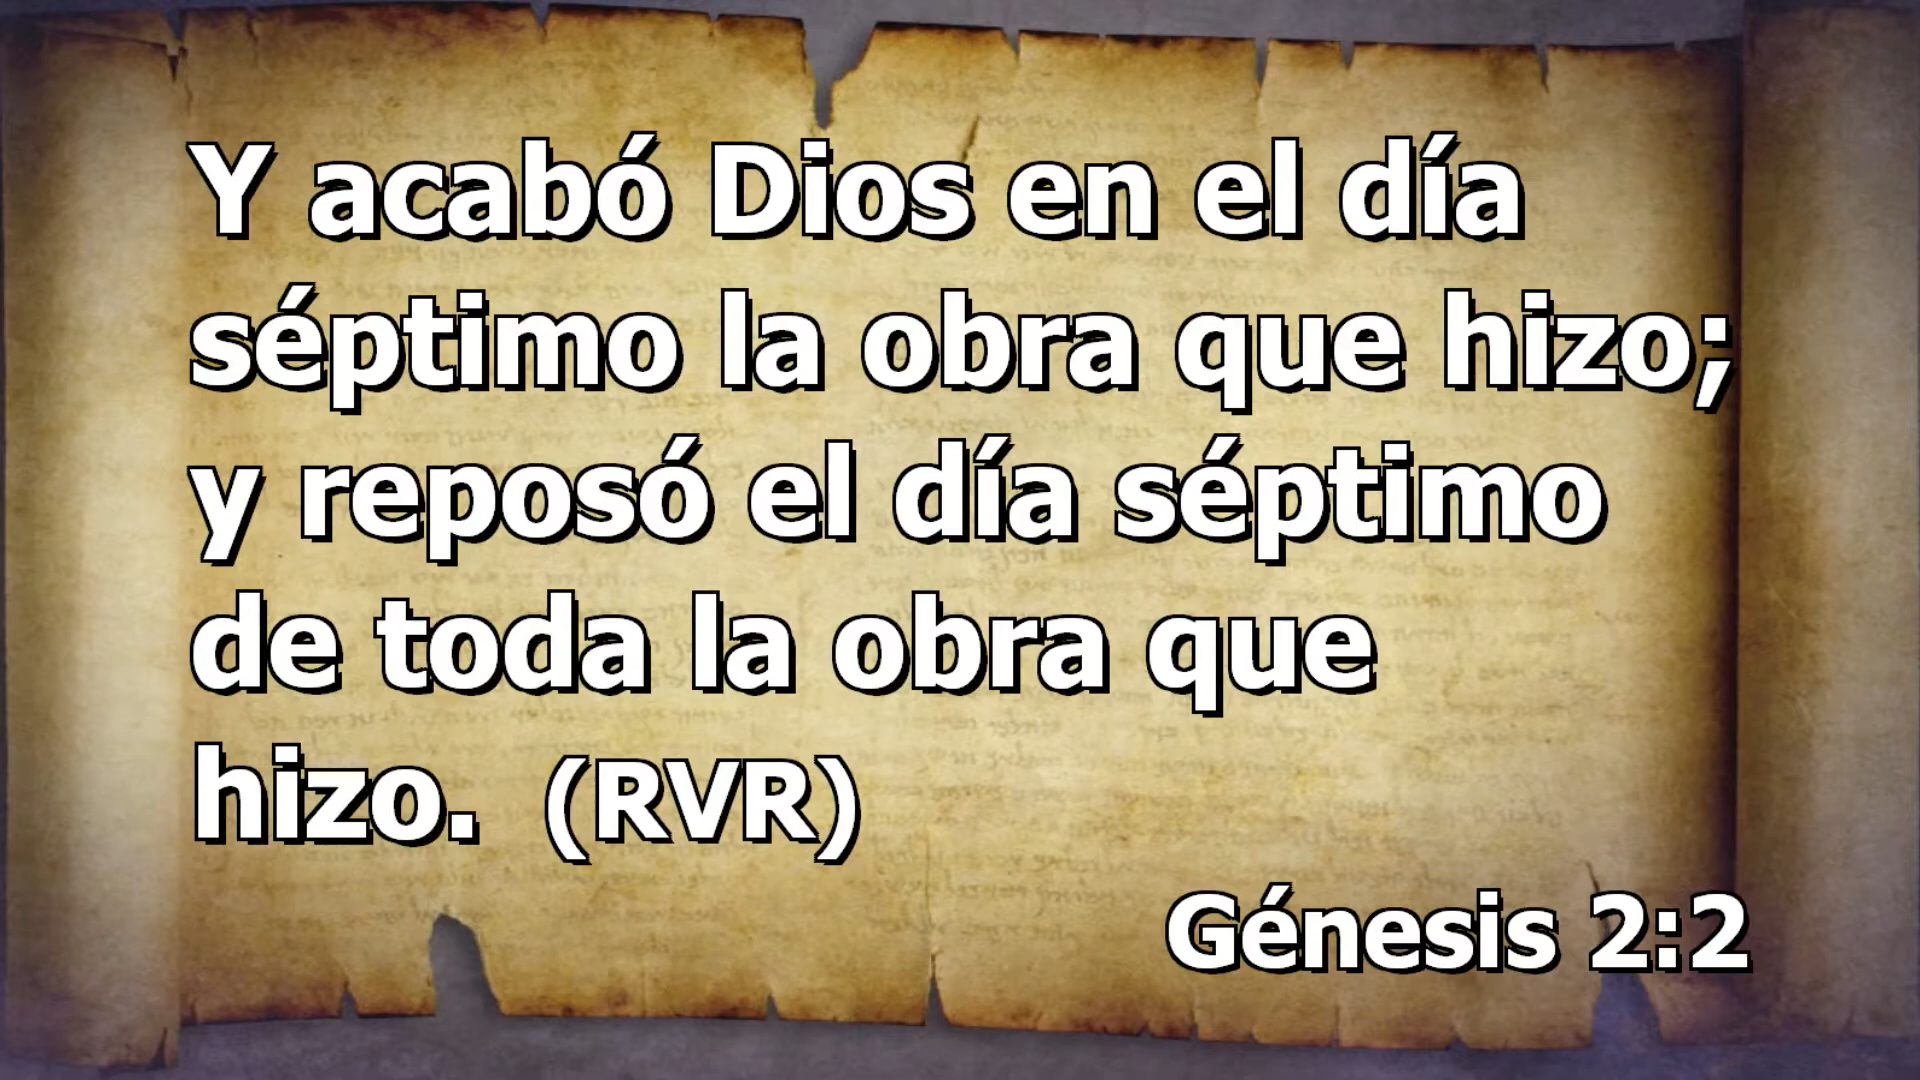 Y acabó Dios en el día
séptimo la obra que hizo;
y reposó el día séptimo
de toda la obra que
hizo. (RVR)
Génesis 2:2